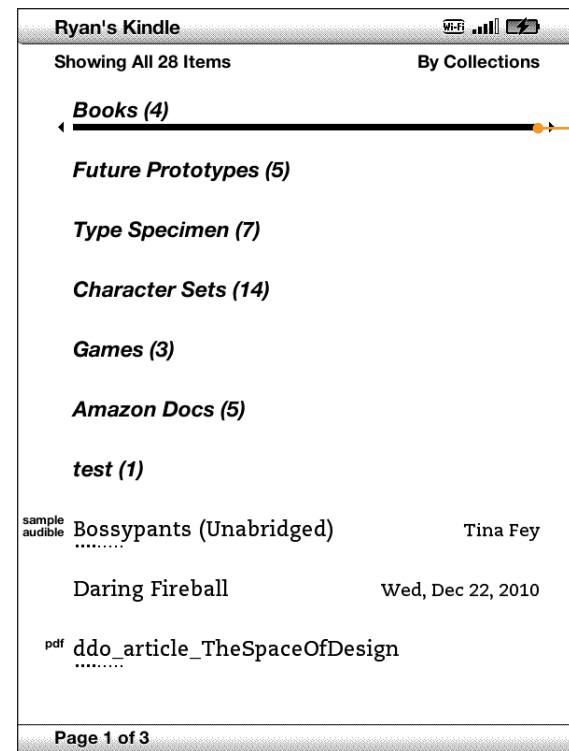 Ryan's Kindle Wi-Fi
Showing All 28 Items By Collections
Books (4)
Future Prototypes (5)
Type Specimen (7)
Character Sets (14)
Games (3)
Amazon Docs (5)
test (1)
sample audible Bossypants (Unabridged) Tina Fey
Daring Fireball Wed, Dec 22, 2010
pdf ddo_article_TheSpaceOfDesign
Page 1 of 3